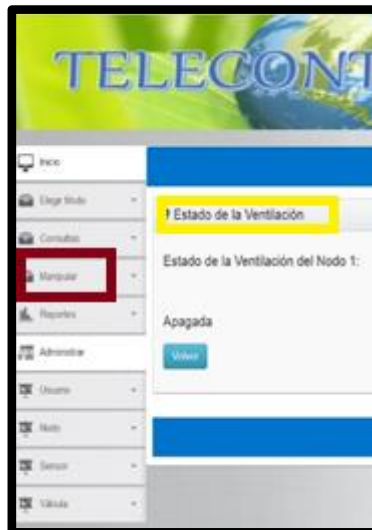 TELECONT
Inicio
Elegir Modo
Consultas
Manipular
Reportes
Administrar
Usuario
Nodo
Sensor
Válvula
Estado de la Ventilación
Estado de la Ventilación del Nodo 1:
Apagada
Volver